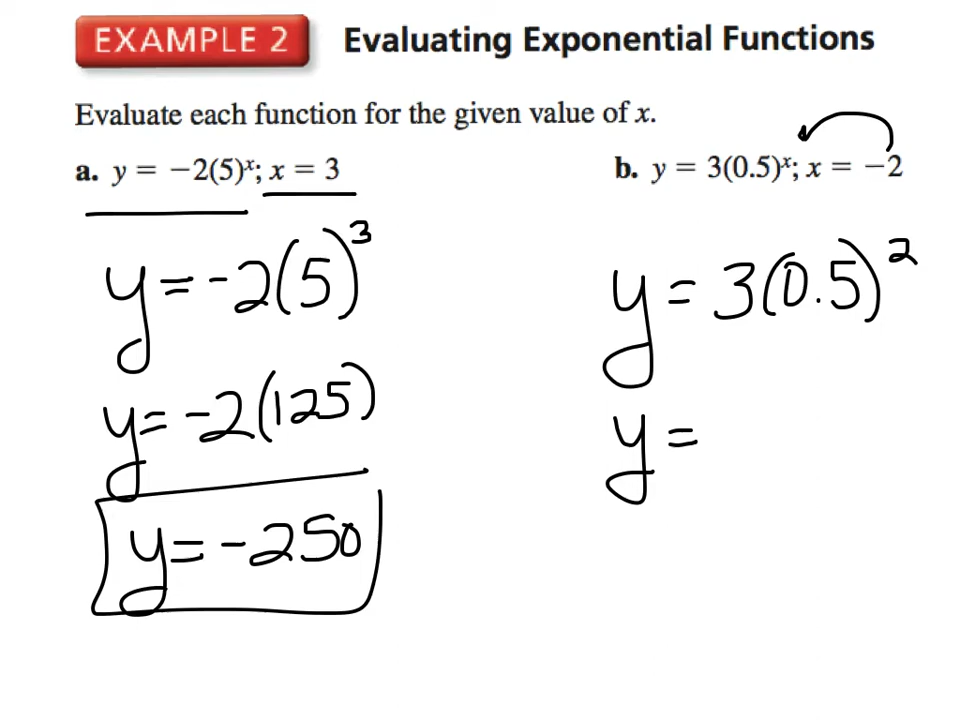 EXAMPLE 2 Evaluating Exponential Functions
Evaluate each function for the given value of x.
a. y = −2(5)ˣ; x = 3
y = -2(5)³
y = -2(125)
y = -250
b. y = 3(0.5)ˣ; x = −2
y = 3(0.5)²
y =